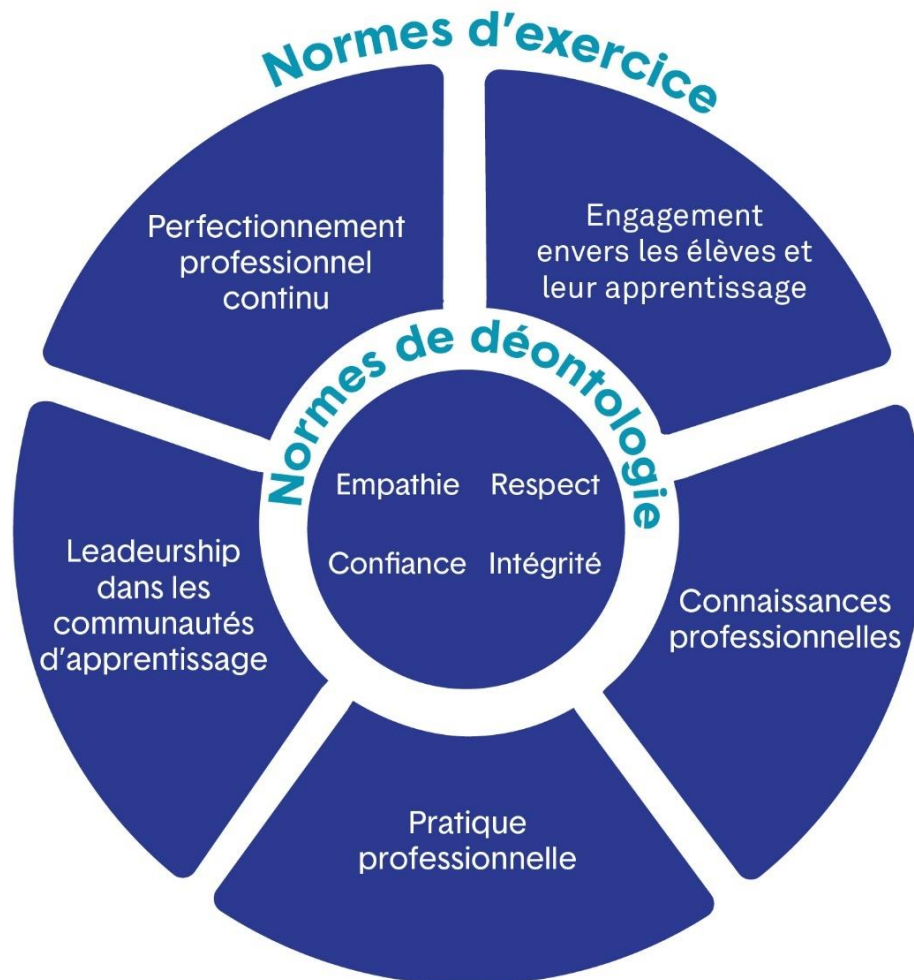 Normes d'exercice
Perfectionnement
professionnel
continu
Engagement
envers les élèves et
leur apprentissage
Normes de déontologie
Empathie Respect
Confiance Intégrité
Leadeurship
dans les
communautés
d'apprentissage
Connaissances
professionnelles
Pratique
professionnelle